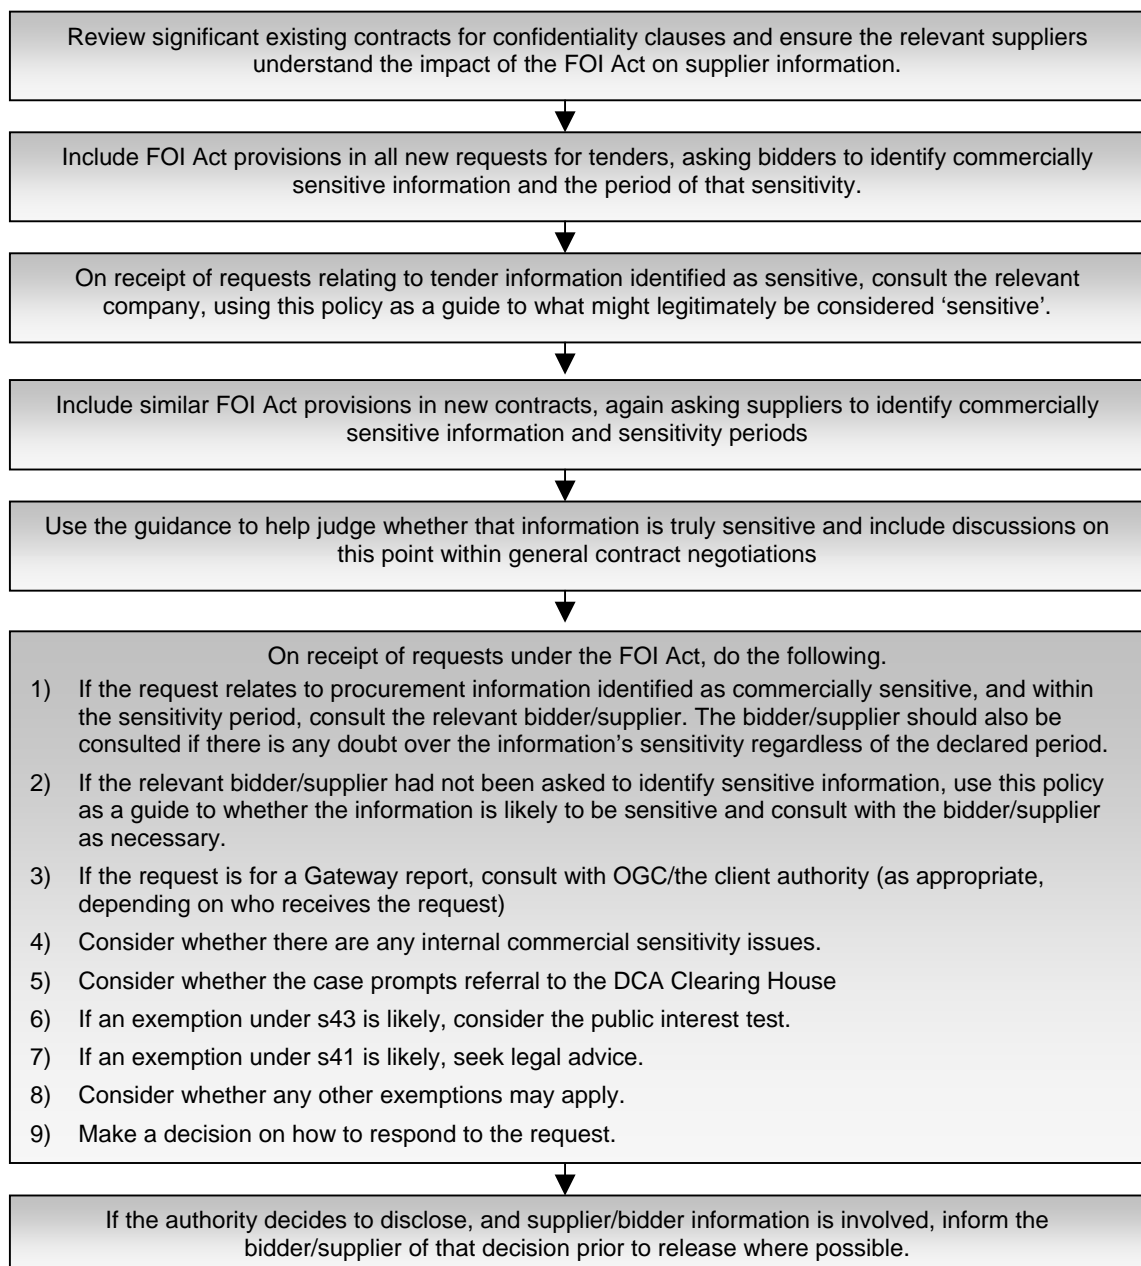 Review significant existing contracts for confidentiality clauses and ensure the relevant suppliers
understand the impact of the FOI Act on supplier information.
Include FOI Act provisions in all new requests for tenders, asking bidders to identify commercially
sensitive information and the period of that sensitivity.
On receipt of requests relating to tender information identified as sensitive, consult the relevant
company, using this policy as a guide to what might legitimately be considered ‘sensitive’.
Include similar FOI Act provisions in new contracts, again asking suppliers to identify commercially
sensitive information and sensitivity periods
Use the guidance to help judge whether that information is truly sensitive and include discussions on
this point within general contract negotiations
On receipt of requests under the FOI Act, do the following.
1) If the request relates to procurement information identified as commercially sensitive, and within
the sensitivity period, consult the relevant bidder/supplier. The bidder/supplier should also be
consulted if there is any doubt over the information’s sensitivity regardless of the declared period.
2) If the relevant bidder/supplier had not been asked to identify sensitive information, use this policy
as a guide to whether the information is likely to be sensitive and consult with the bidder/supplier
as necessary.
3) If the request is for a Gateway report, consult with OGC/the client authority (as appropriate,
depending on who receives the request)
4) Consider whether there are any internal commercial sensitivity issues.
5) Consider whether the case prompts referral to the DCA Clearing House
6) If an exemption under s43 is likely, consider the public interest test.
7) If an exemption under s41 is likely, seek legal advice.
8) Consider whether any other exemptions may apply.
9) Make a decision on how to respond to the request.
If the authority decides to disclose, and supplier/bidder information is involved, inform the
bidder/supplier of that decision prior to release where possible.